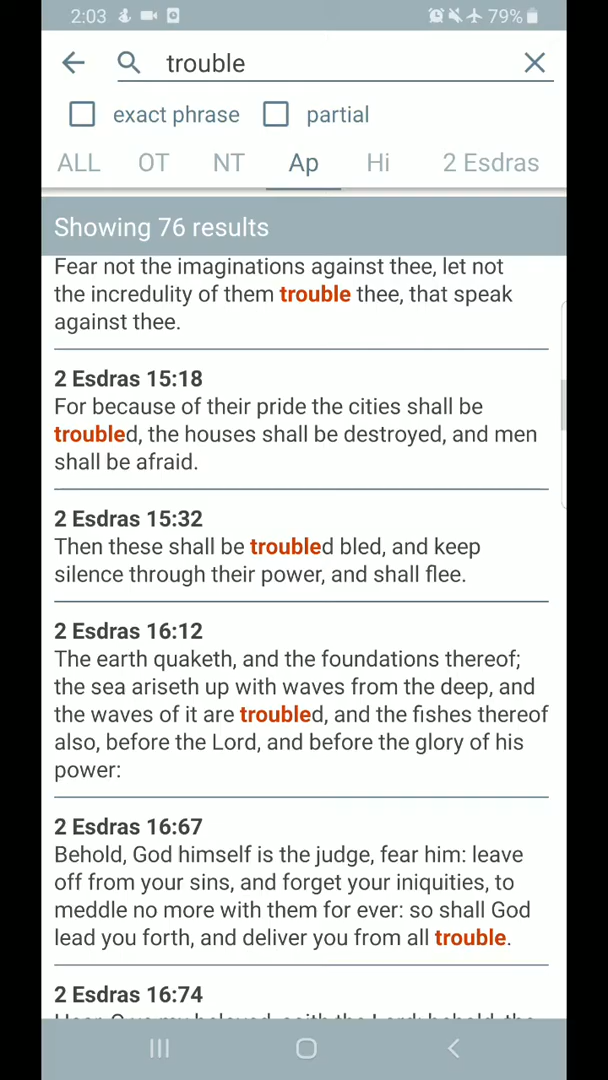 2:03
79%
trouble
exact phrase partial
ALL OT NT Ap Hi 2 Esdras
Showing 76 results
Fear not the imaginations against thee, let not
the incredulity of them trouble thee, that speak
against thee.
2 Esdras 15:18
For because of their pride the cities shall be
troubled, the houses shall be destroyed, and men
shall be afraid.
2 Esdras 15:32
Then these shall be troubled bled, and keep
silence through their power, and shall flee.
2 Esdras 16:12
The earth quaketh, and the foundations thereof;
the sea ariseth up with waves from the deep, and
the waves of it are troubled, and the fishes thereof
also, before the Lord, and before the glory of his
power:
2 Esdras 16:67
Behold, God himself is the judge, fear him: leave
off from your sins, and forget your iniquities, to
meddle no more with them for ever: so shall God
lead you forth, and deliver you from all trouble.
2 Esdras 16:74